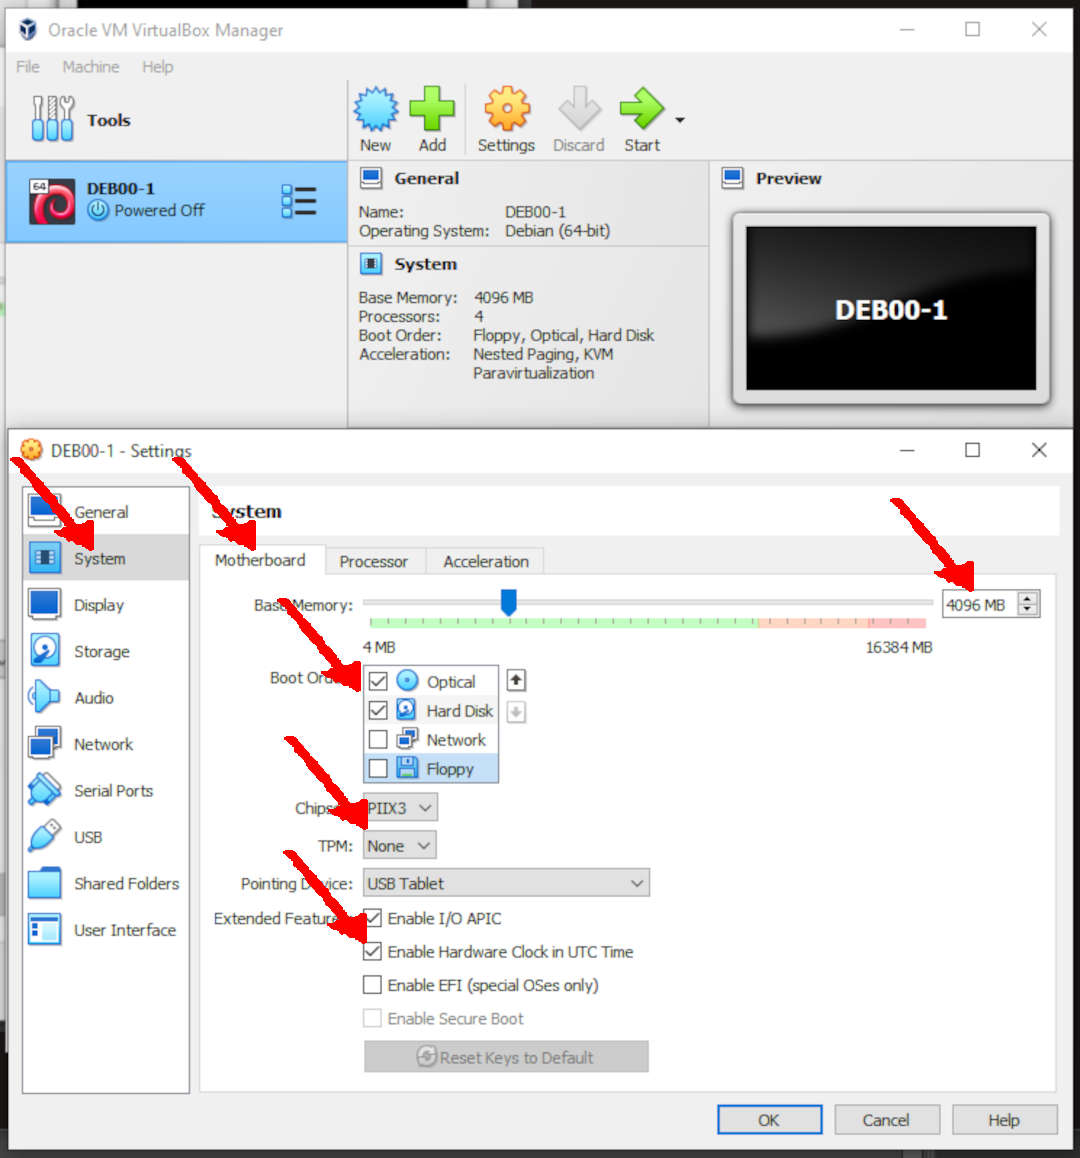 Oracle VM VirtualBox Manager
File Machine Help
Tools
New Add Settings Discard Start
64
DEB00-1
Powered Off
General
Name: DEB00-1
Operating System: Debian (64-bit)
System
Base Memory: 4096 MB
Processors: 4
Boot Order: Floppy, Optical, Hard Disk
Acceleration: Nested Paging, KVM
Paravirtualization
Preview
DEB00-1
DEB00-1 - Settings
General
System
Display
Storage
Audio
Network
Serial Ports
USB
Shared Folders
User Interface
System
Motherboard Processor Acceleration
Base Memory: 4096 MB
4 MB 16384 MB
Boot Optical
Hard Disk
Network
Floppy
PIIX3
TPM: None
Pointing Device: USB Tablet
Extended Enable I/O APIC
Enable Hardware Clock in UTC Time
Enable EFI (special OSes only)
Enable Secure Boot
Reset Keys to Default
OK Cancel Help